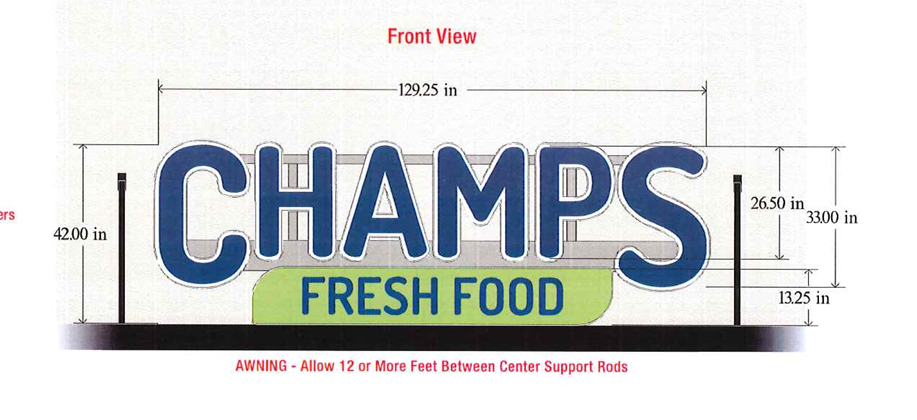 Front View
129.25 in
CHAMPS
26.50 in
33.00 in
ers
42.00 in
FRESH FOOD
13.25 in
AWNING - Allow 12 or More Feet Between Center Support Rods